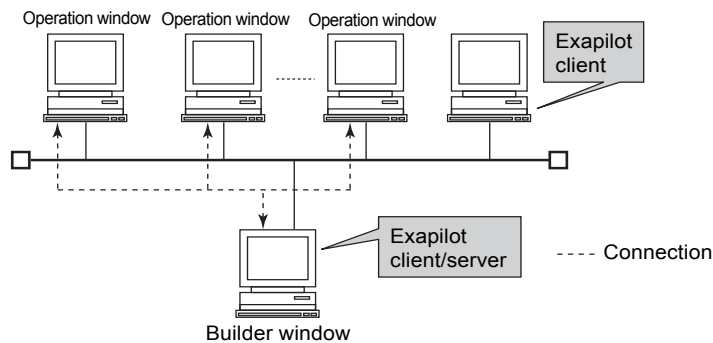 Operation window
Operation window
Operation window
Exapilot
client
Exapilot
client/server
Connection
Builder window